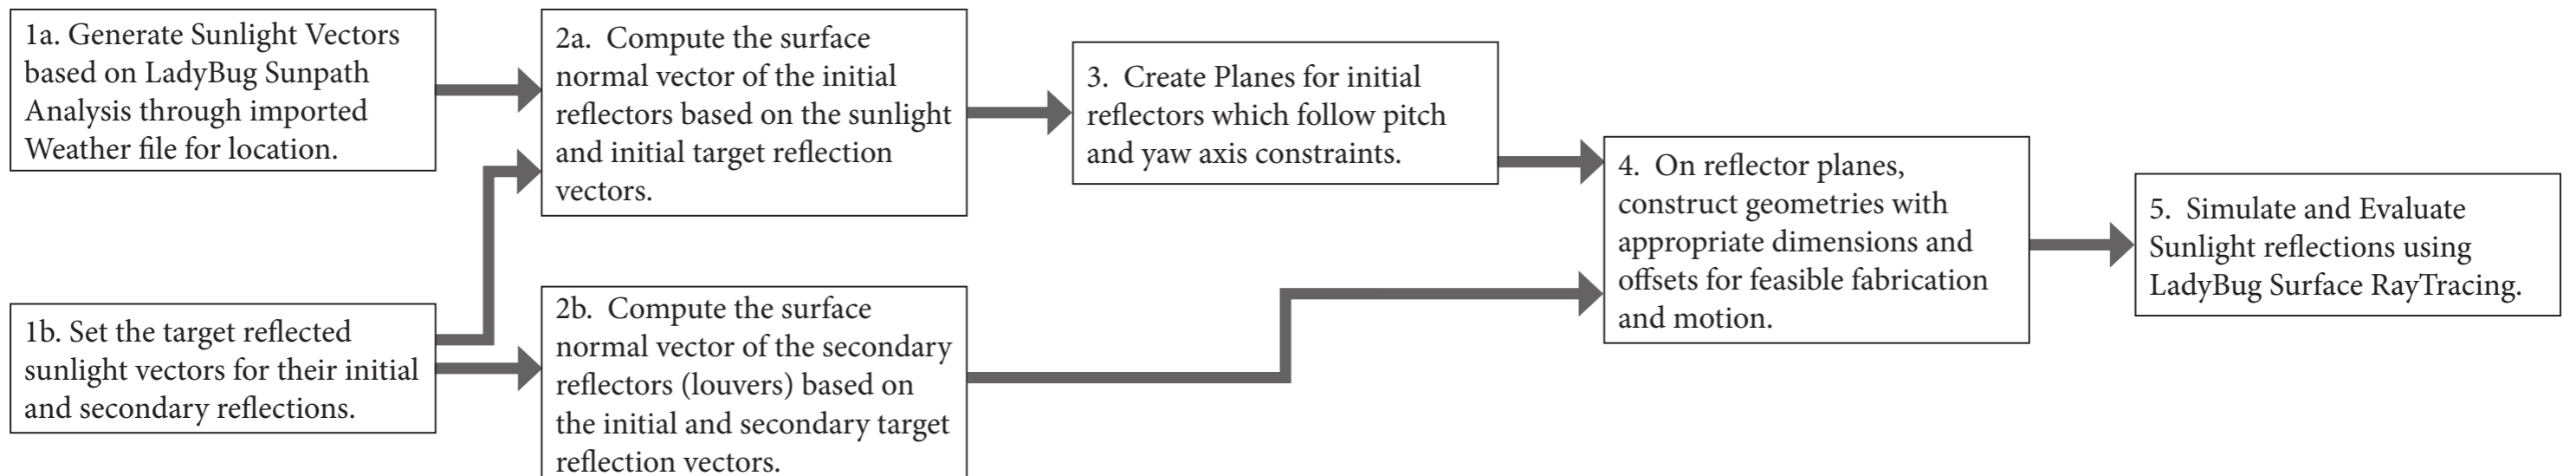 1a. Generate Sunlight Vectors
based on LadyBug Sunpath
Analysis through imported
Weather file for location.
1b. Set the target reflected
sunlight vectors for their initial
and secondary reflections.
2a. Compute the surface
normal vector of the initial
reflectors based on the sunlight
and initial target reflection
vectors.
2b. Compute the surface
normal vector of the secondary
reflectors (louvers) based on
the initial and secondary target
reflection vectors.
3. Create Planes for initial
reflectors which follow pitch
and yaw axis constraints.
4. On reflector planes,
construct geometries with
appropriate dimensions and
offsets for feasible fabrication
and motion.
5. Simulate and Evaluate
Sunlight reflections using
LadyBug Surface RayTracing.